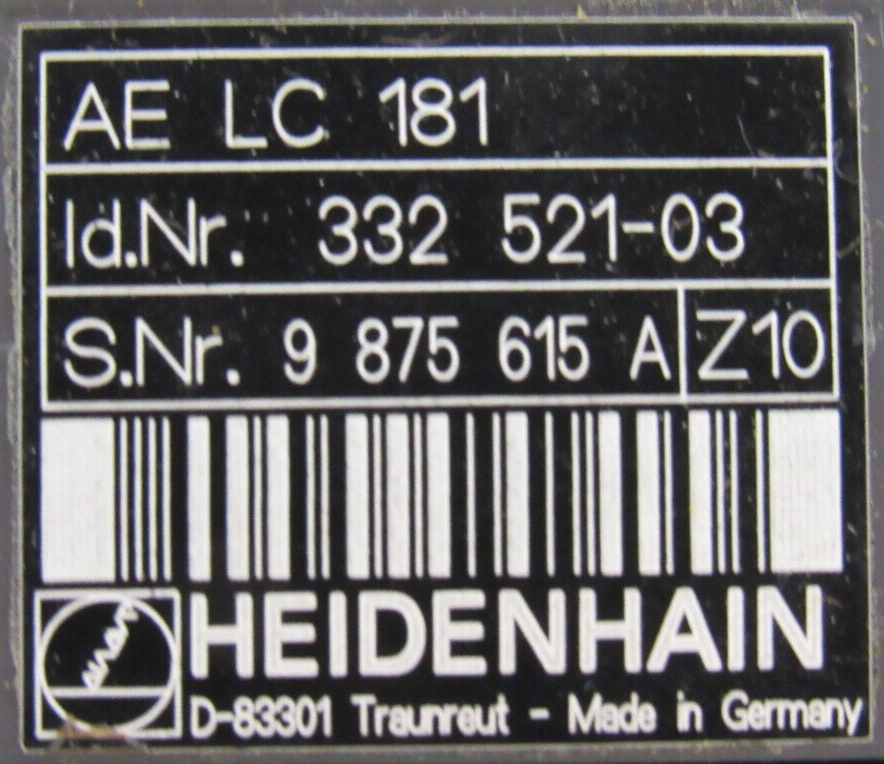 AE LC 181
Id.Nr. 332 521-03
S.Nr. 9 875 615 A Z10
HEIDENHAIN
D-83301 Traunreut - Made in Germany